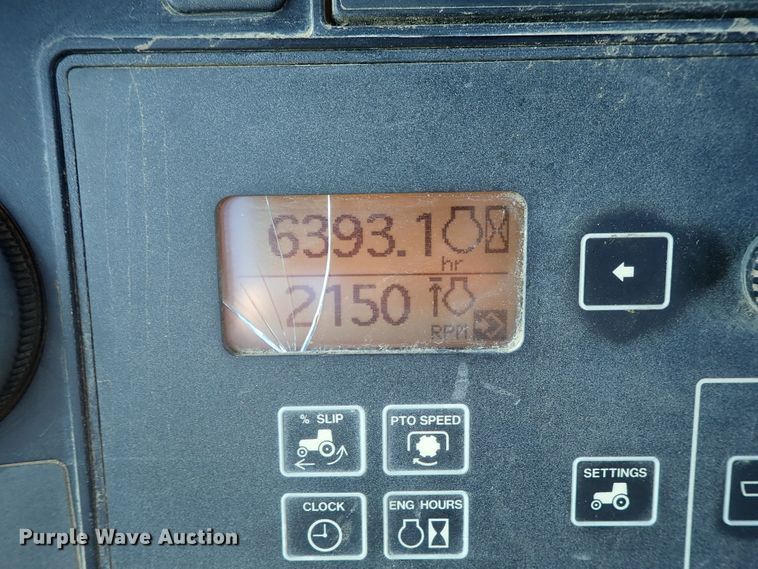 6393.1
hr
2150
RPM
% SLIP
PTO SPEED
CLOCK
ENG HOURS
SETTINGS
Purple Wave Auction